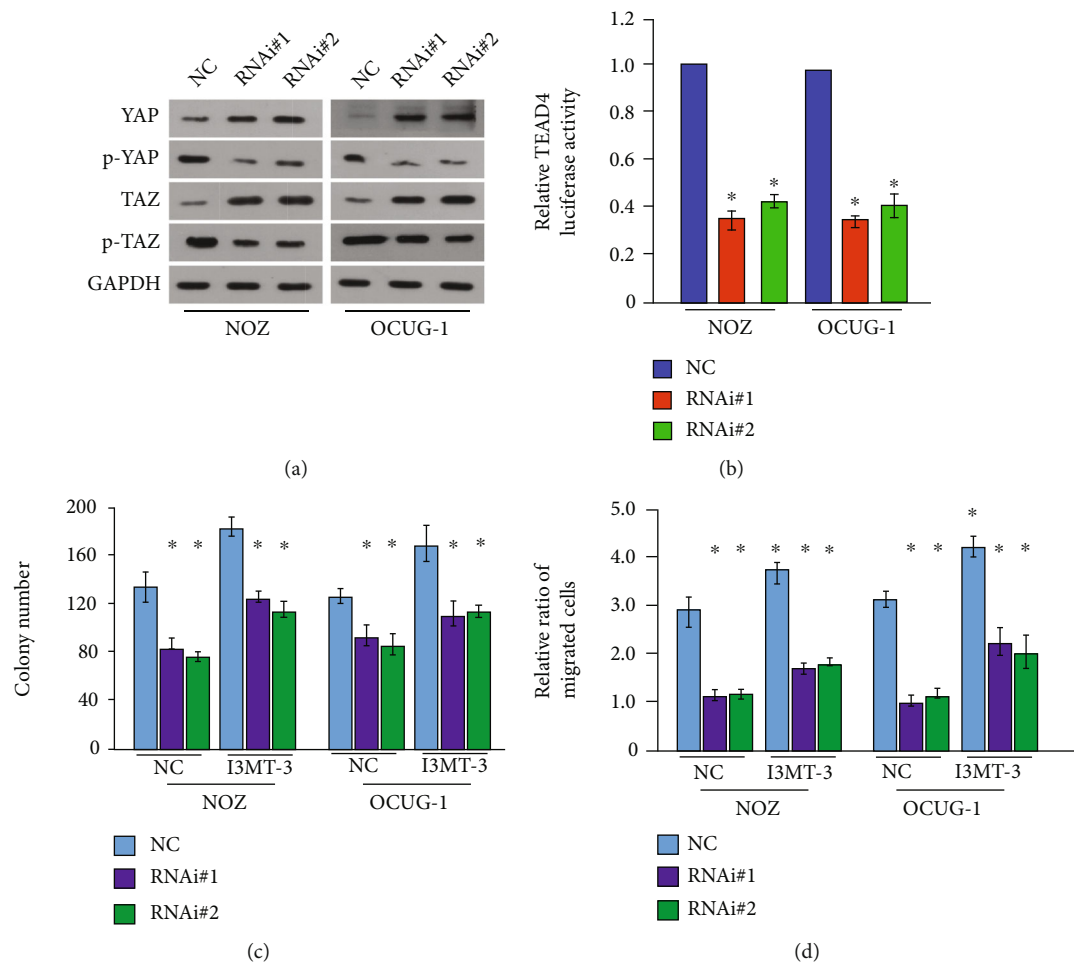 NC RNAi#1 RNAi#2 NC RNAi#1 RNAi#2
YAP
p-YAP
TAZ
p-TAZ
GAPDH
NOZ OCUG-1
(a)
Relative TEAD4
luciferase activity
1.2
1.0
0.8
0.6
0.4
0.2
0
* * * *
NOZ OCUG-1
NC
RNAi#1
RNAi#2
(b)
Colony number
200
160
120
80
40
0
* * * * * * * *
NC I3MT-3 NC I3MT-3
NOZ OCUG-1
NC
RNAi#1
RNAi#2
(c)
Relative ratio of
migrated cells
5.0
4.0
3.0
2.0
1.0
0
* * * * * * * * * *
NC I3MT-3 NC I3MT-3
NOZ OCUG-1
NC
RNAi#1
RNAi#2
(d)